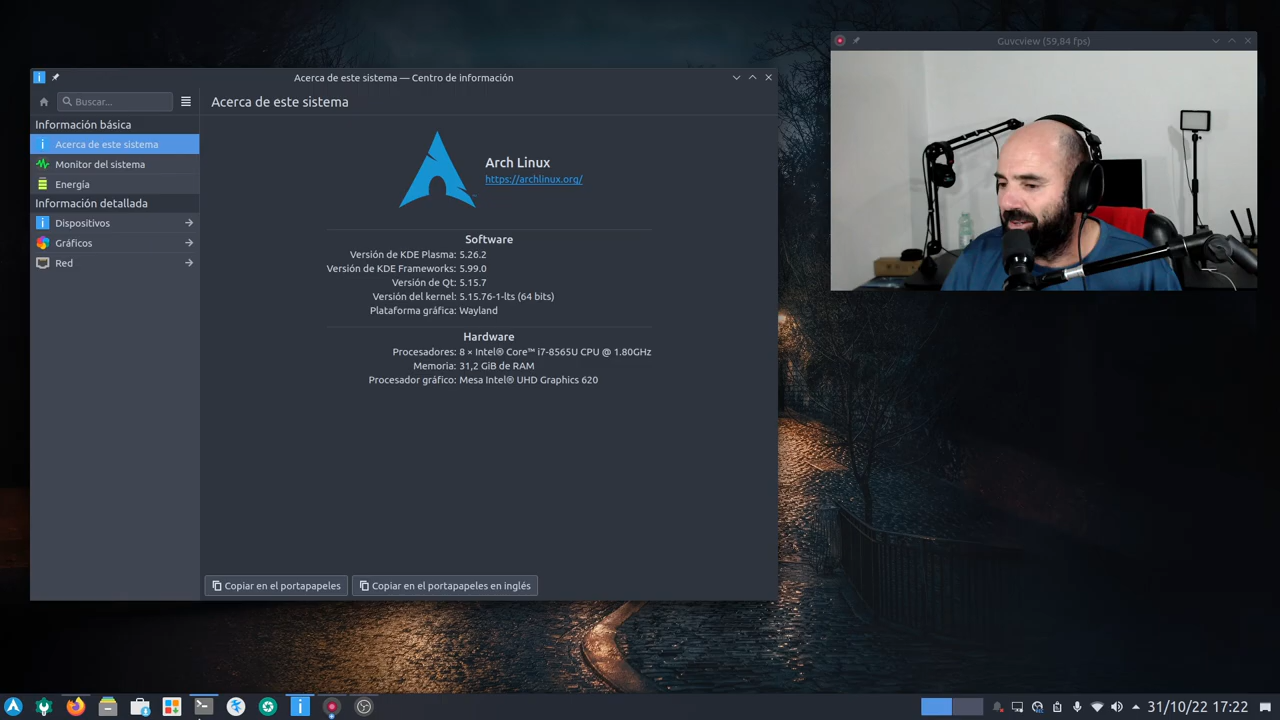 Guvcview (59,84 fps)
Acerca de este sistema — Centro de información
Buscar...
Acerca de este sistema
Información básica
Acerca de este sistema
Monitor del sistema
Energía
Información detallada
Dispositivos
Gráficos
Red
Arch Linux
https://archlinux.org/
Software
Versión de KDE Plasma: 5.26.2
Versión de KDE Frameworks: 5.99.0
Versión de Qt: 5.15.7
Versión del kernel: 5.15.76-1-lts (64 bits)
Plataforma gráfica: Wayland
Hardware
Procesadores: 8 × Intel® Core™ i7-8565U CPU @ 1.80GHz
Memoria: 31,2 GiB de RAM
Procesador gráfico: Mesa Intel® UHD Graphics 620
Copiar en el portapapeles
Copiar en el portapapeles en inglés
31/10/22 17:22